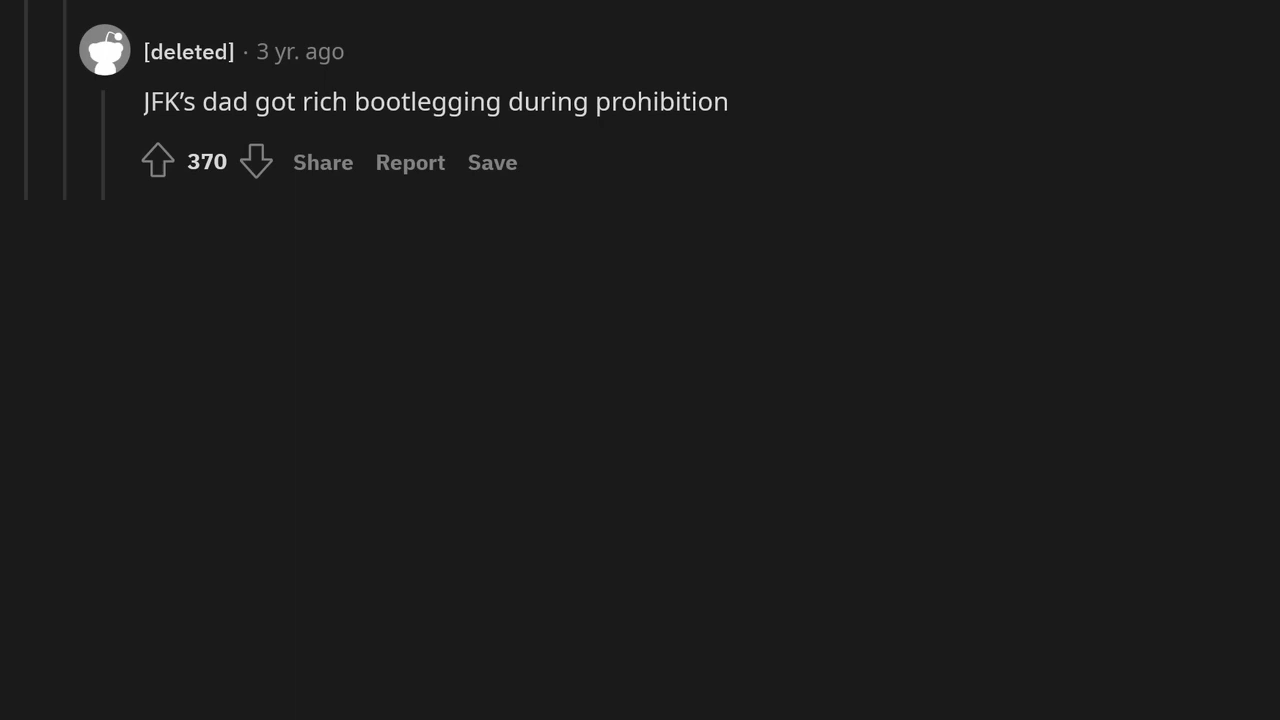 [deleted] · 3 yr. ago
JFK’s dad got rich bootlegging during prohibition
370 Share Report Save